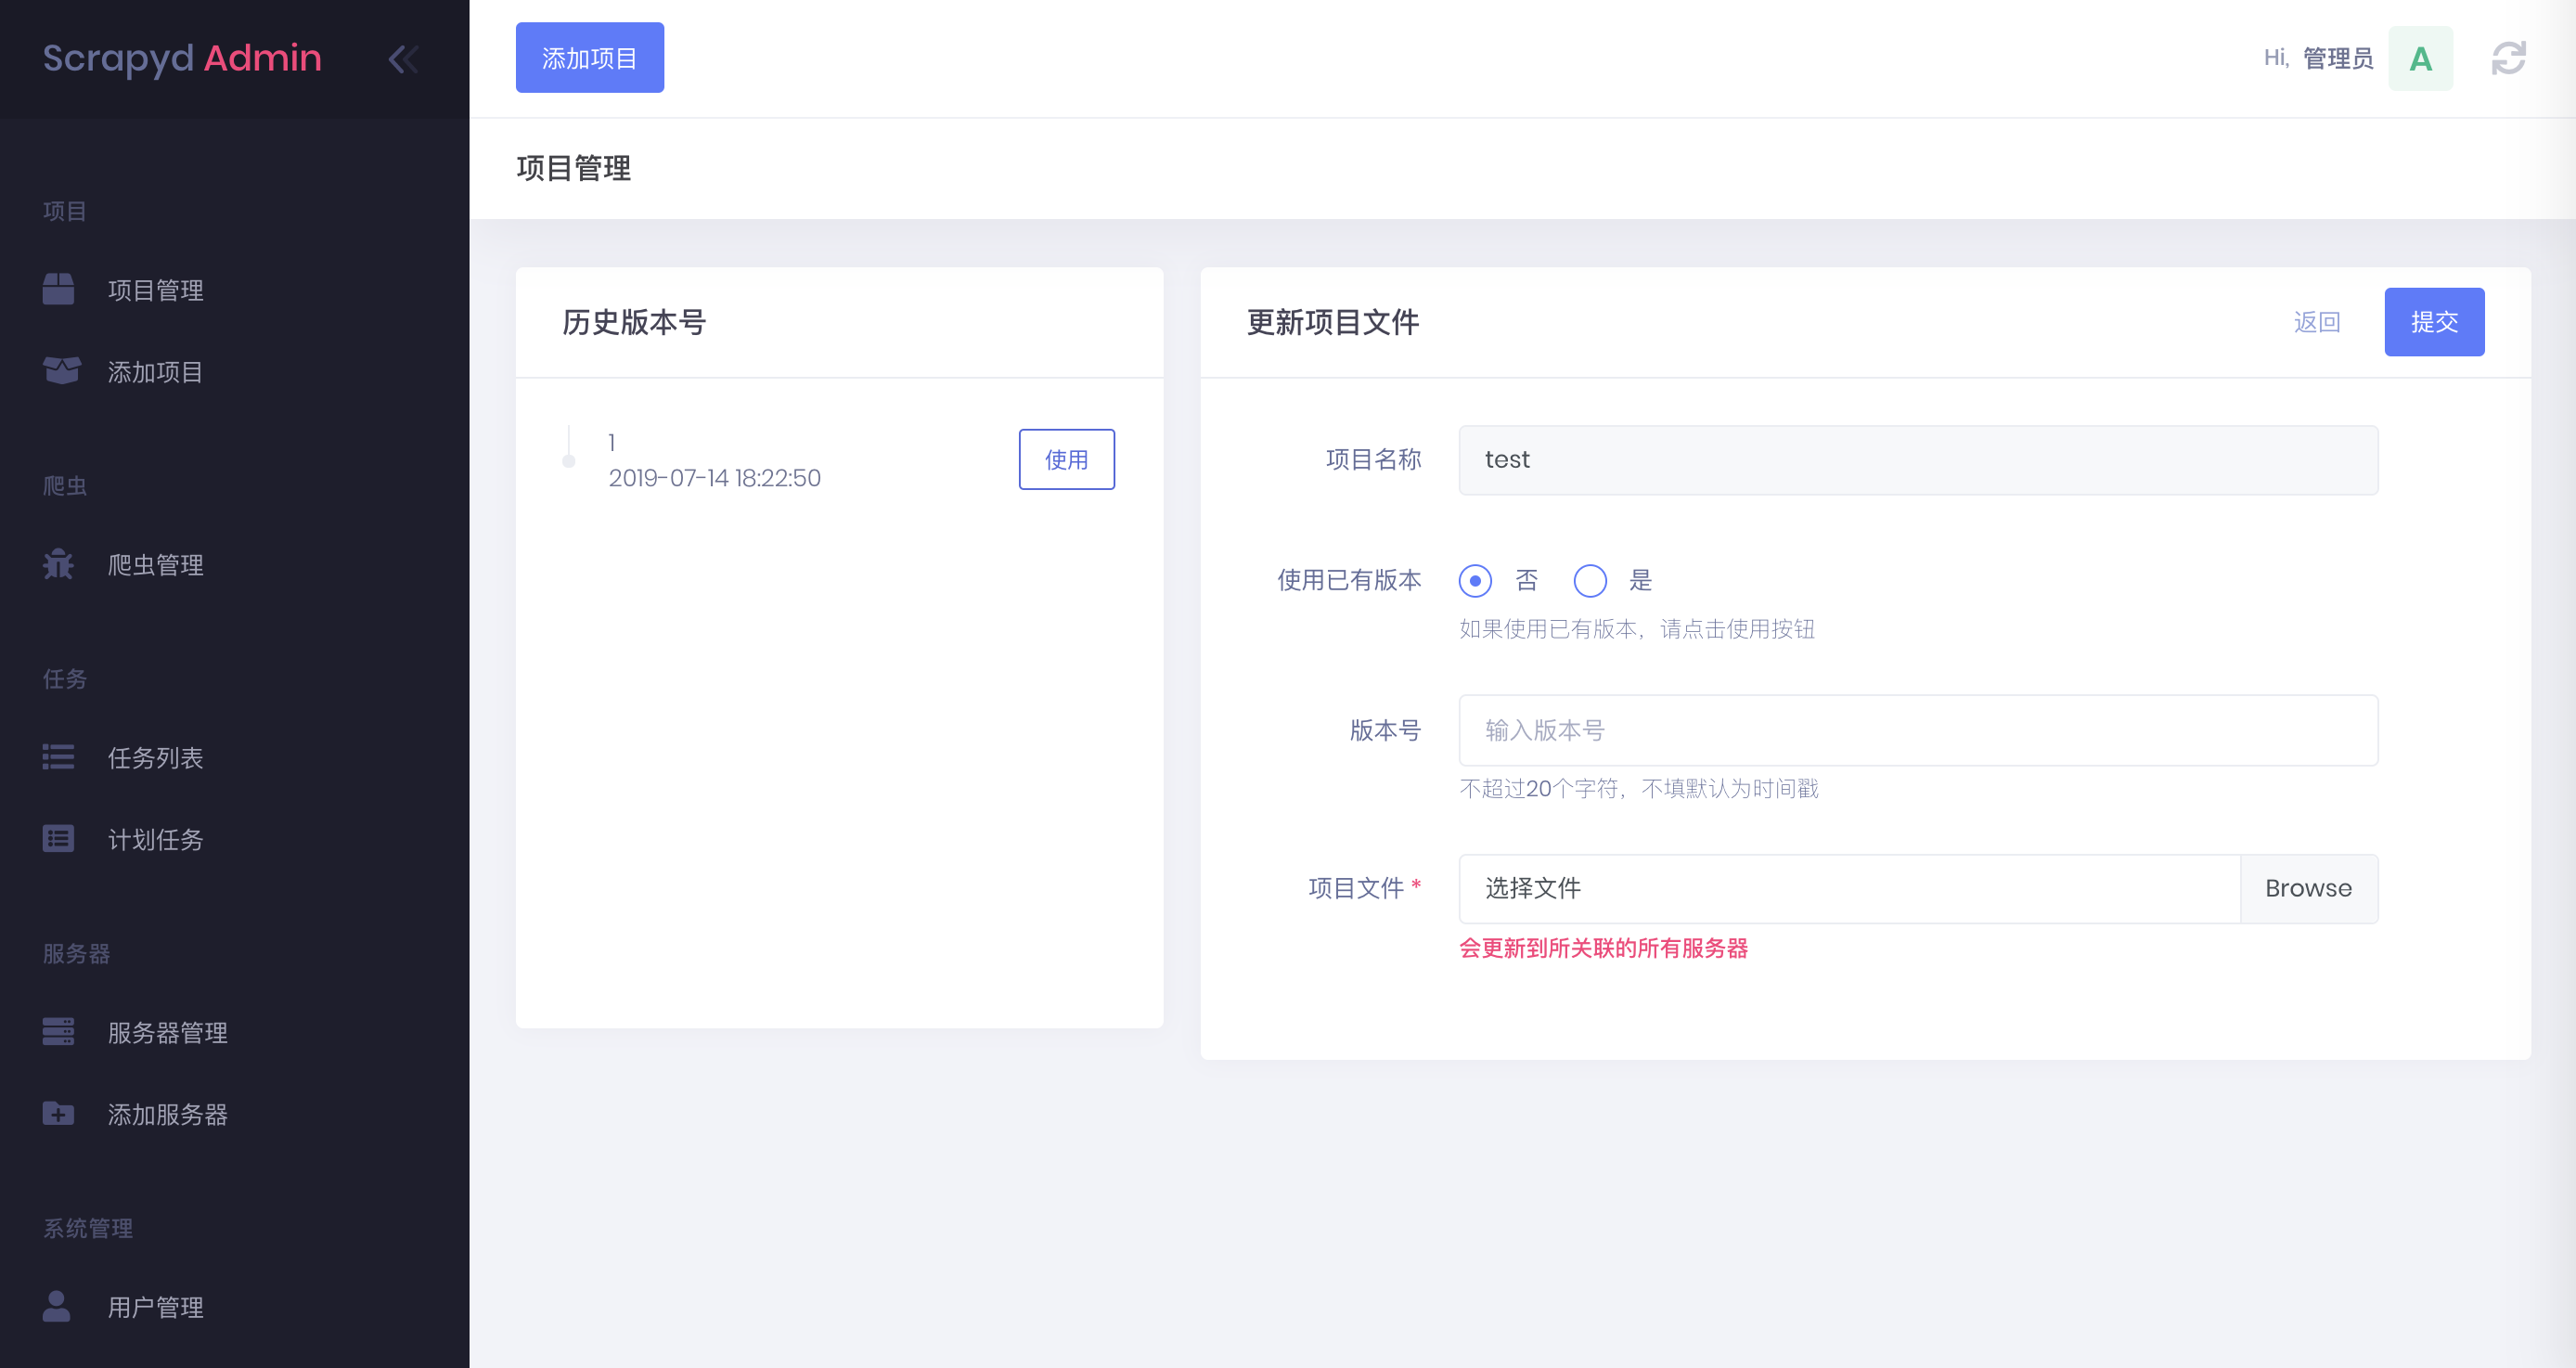 Scrapyd Admin
项目
项目管理
添加项目
爬虫
爬虫管理
任务
任务列表
计划任务
服务器
服务器管理
添加服务器
系统管理
用户管理
添加项目
Hi, 管理员 A
项目管理
历史版本号
1
2019-07-14 18:22:50
使用
更新项目文件
返回
提交
项目名称 test
使用已有版本 否 是
如果使用已有版本，请点击使用按钮
版本号 输入版本号
不超过20个字符，不填默认为时间戳
项目文件 * 选择文件 Browse
会更新到所关联的所有服务器